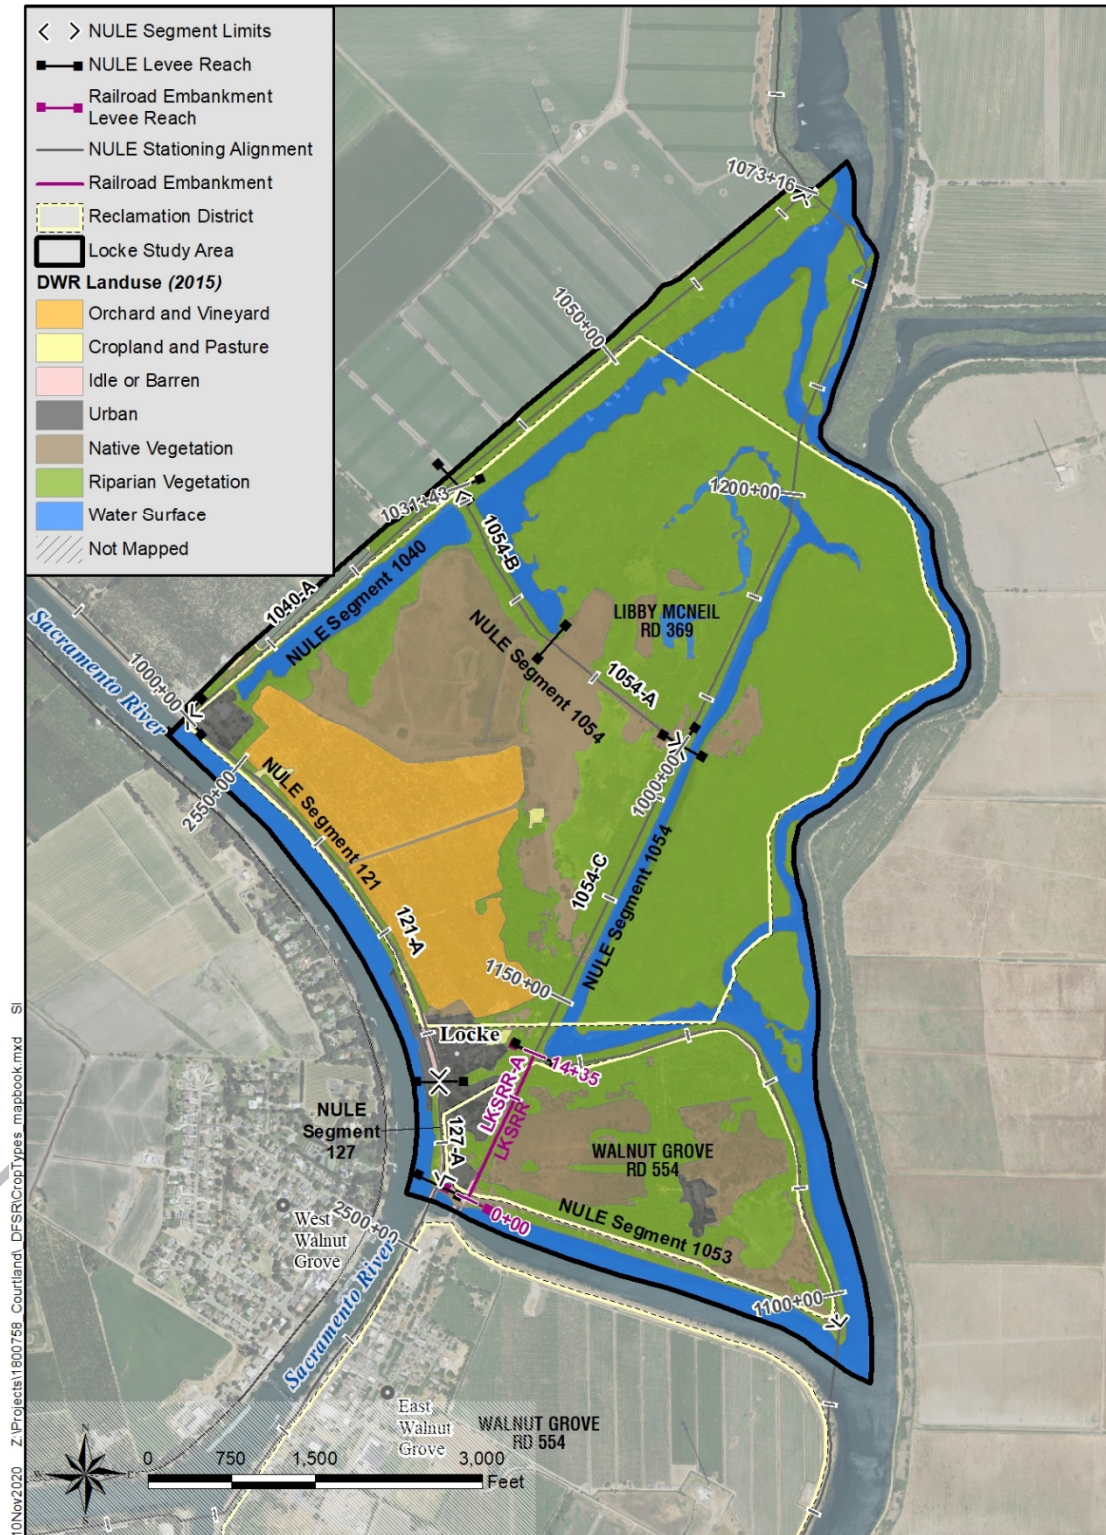 NULE Segment Limits
NULE Levee Reach
Railroad Embankment
Levee Reach
NULE Stationing Alignment
Railroad Embankment
Reclamation District
Locke Study Area
DWR Landuse (2015)
Orchard and Vineyard
Cropland and Pasture
Idle or Barren
Urban
Native Vegetation
Riparian Vegetation
Water Surface
Not Mapped
1073+16
1050+00
1031+43
1200+00
1054-B
NULE Segment 1040
1040-A
LIBBY MCNEIL
RD 369
NULE Segment 1054
1054-A
Sacramento River
1000+00
1000+00
2550+00
NULE Segment 121
121-A
1054-C
NULE Segment 1054
1150+00
Locke
14+35
LKSRR-A
LKSRR
NULE
Segment
127
127-A
WALNUT GROVE
RD 554
0+00
NULE Segment 1053
West
Walnut
Grove
2500+00
Sacramento River
1100+00
East
Walnut
Grove
WALNUT GROVE
RD 554
N
W
E
S
0 750 1,500 3,000
Feet
10Nov2020 Z:\Projects\1800758_Courtland\_DFSR\CropTypes_mapbook.mxd SI